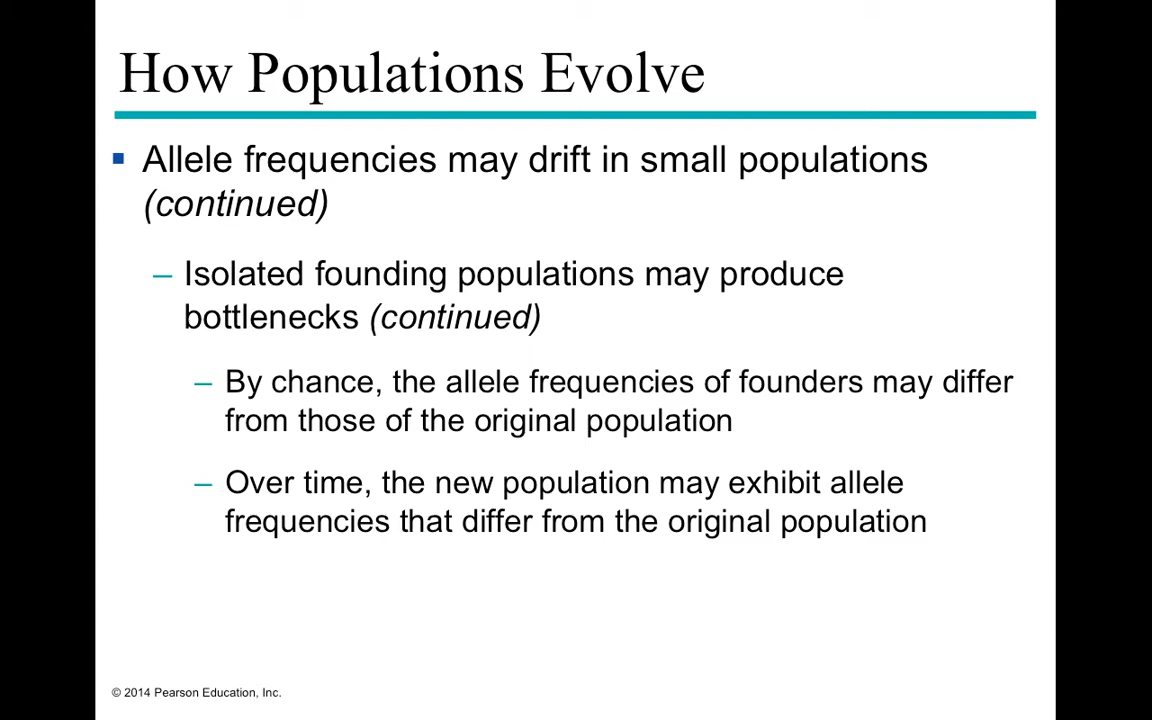 How Populations Evolve
▪ Allele frequencies may drift in small populations
(continued)
– Isolated founding populations may produce
bottlenecks (continued)
– By chance, the allele frequencies of founders may differ
from those of the original population
– Over time, the new population may exhibit allele
frequencies that differ from the original population
© 2014 Pearson Education, Inc.